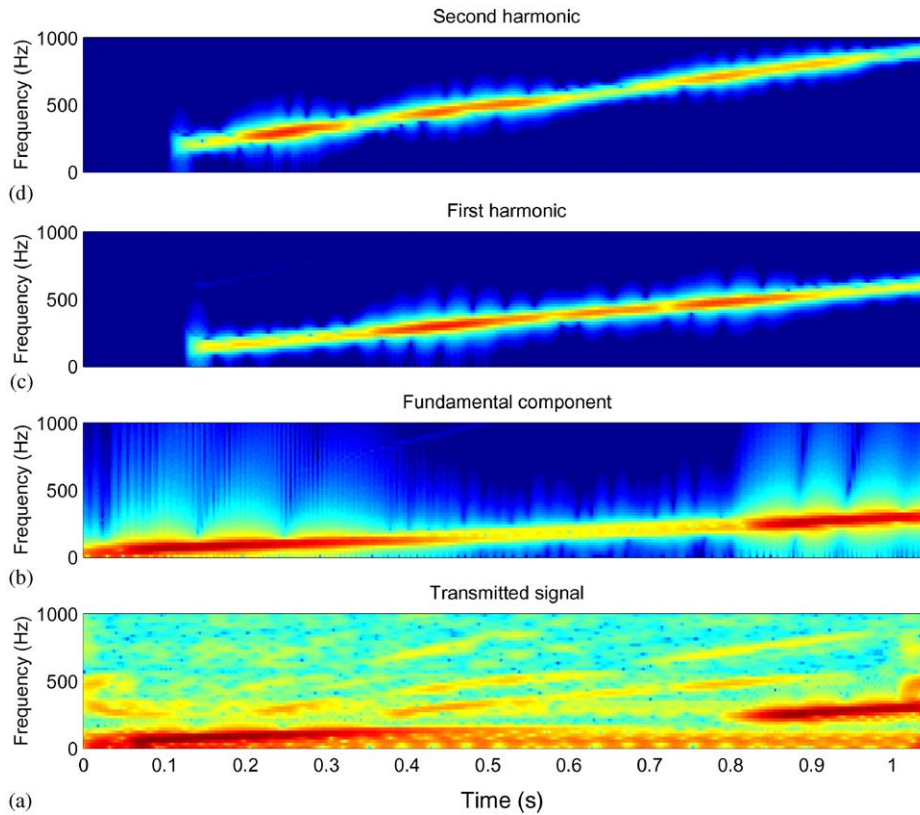 Second harmonic
1000
500
0
Frequency (Hz)
(d)
First harmonic
1000
500
0
Frequency (Hz)
(c)
Fundamental component
1000
500
0
Frequency (Hz)
(b)
Transmitted signal
1000
500
0
Frequency (Hz)
0 0.1 0.2 0.3 0.4 0.5 0.6 0.7 0.8 0.9 1
(a)
Time (s)